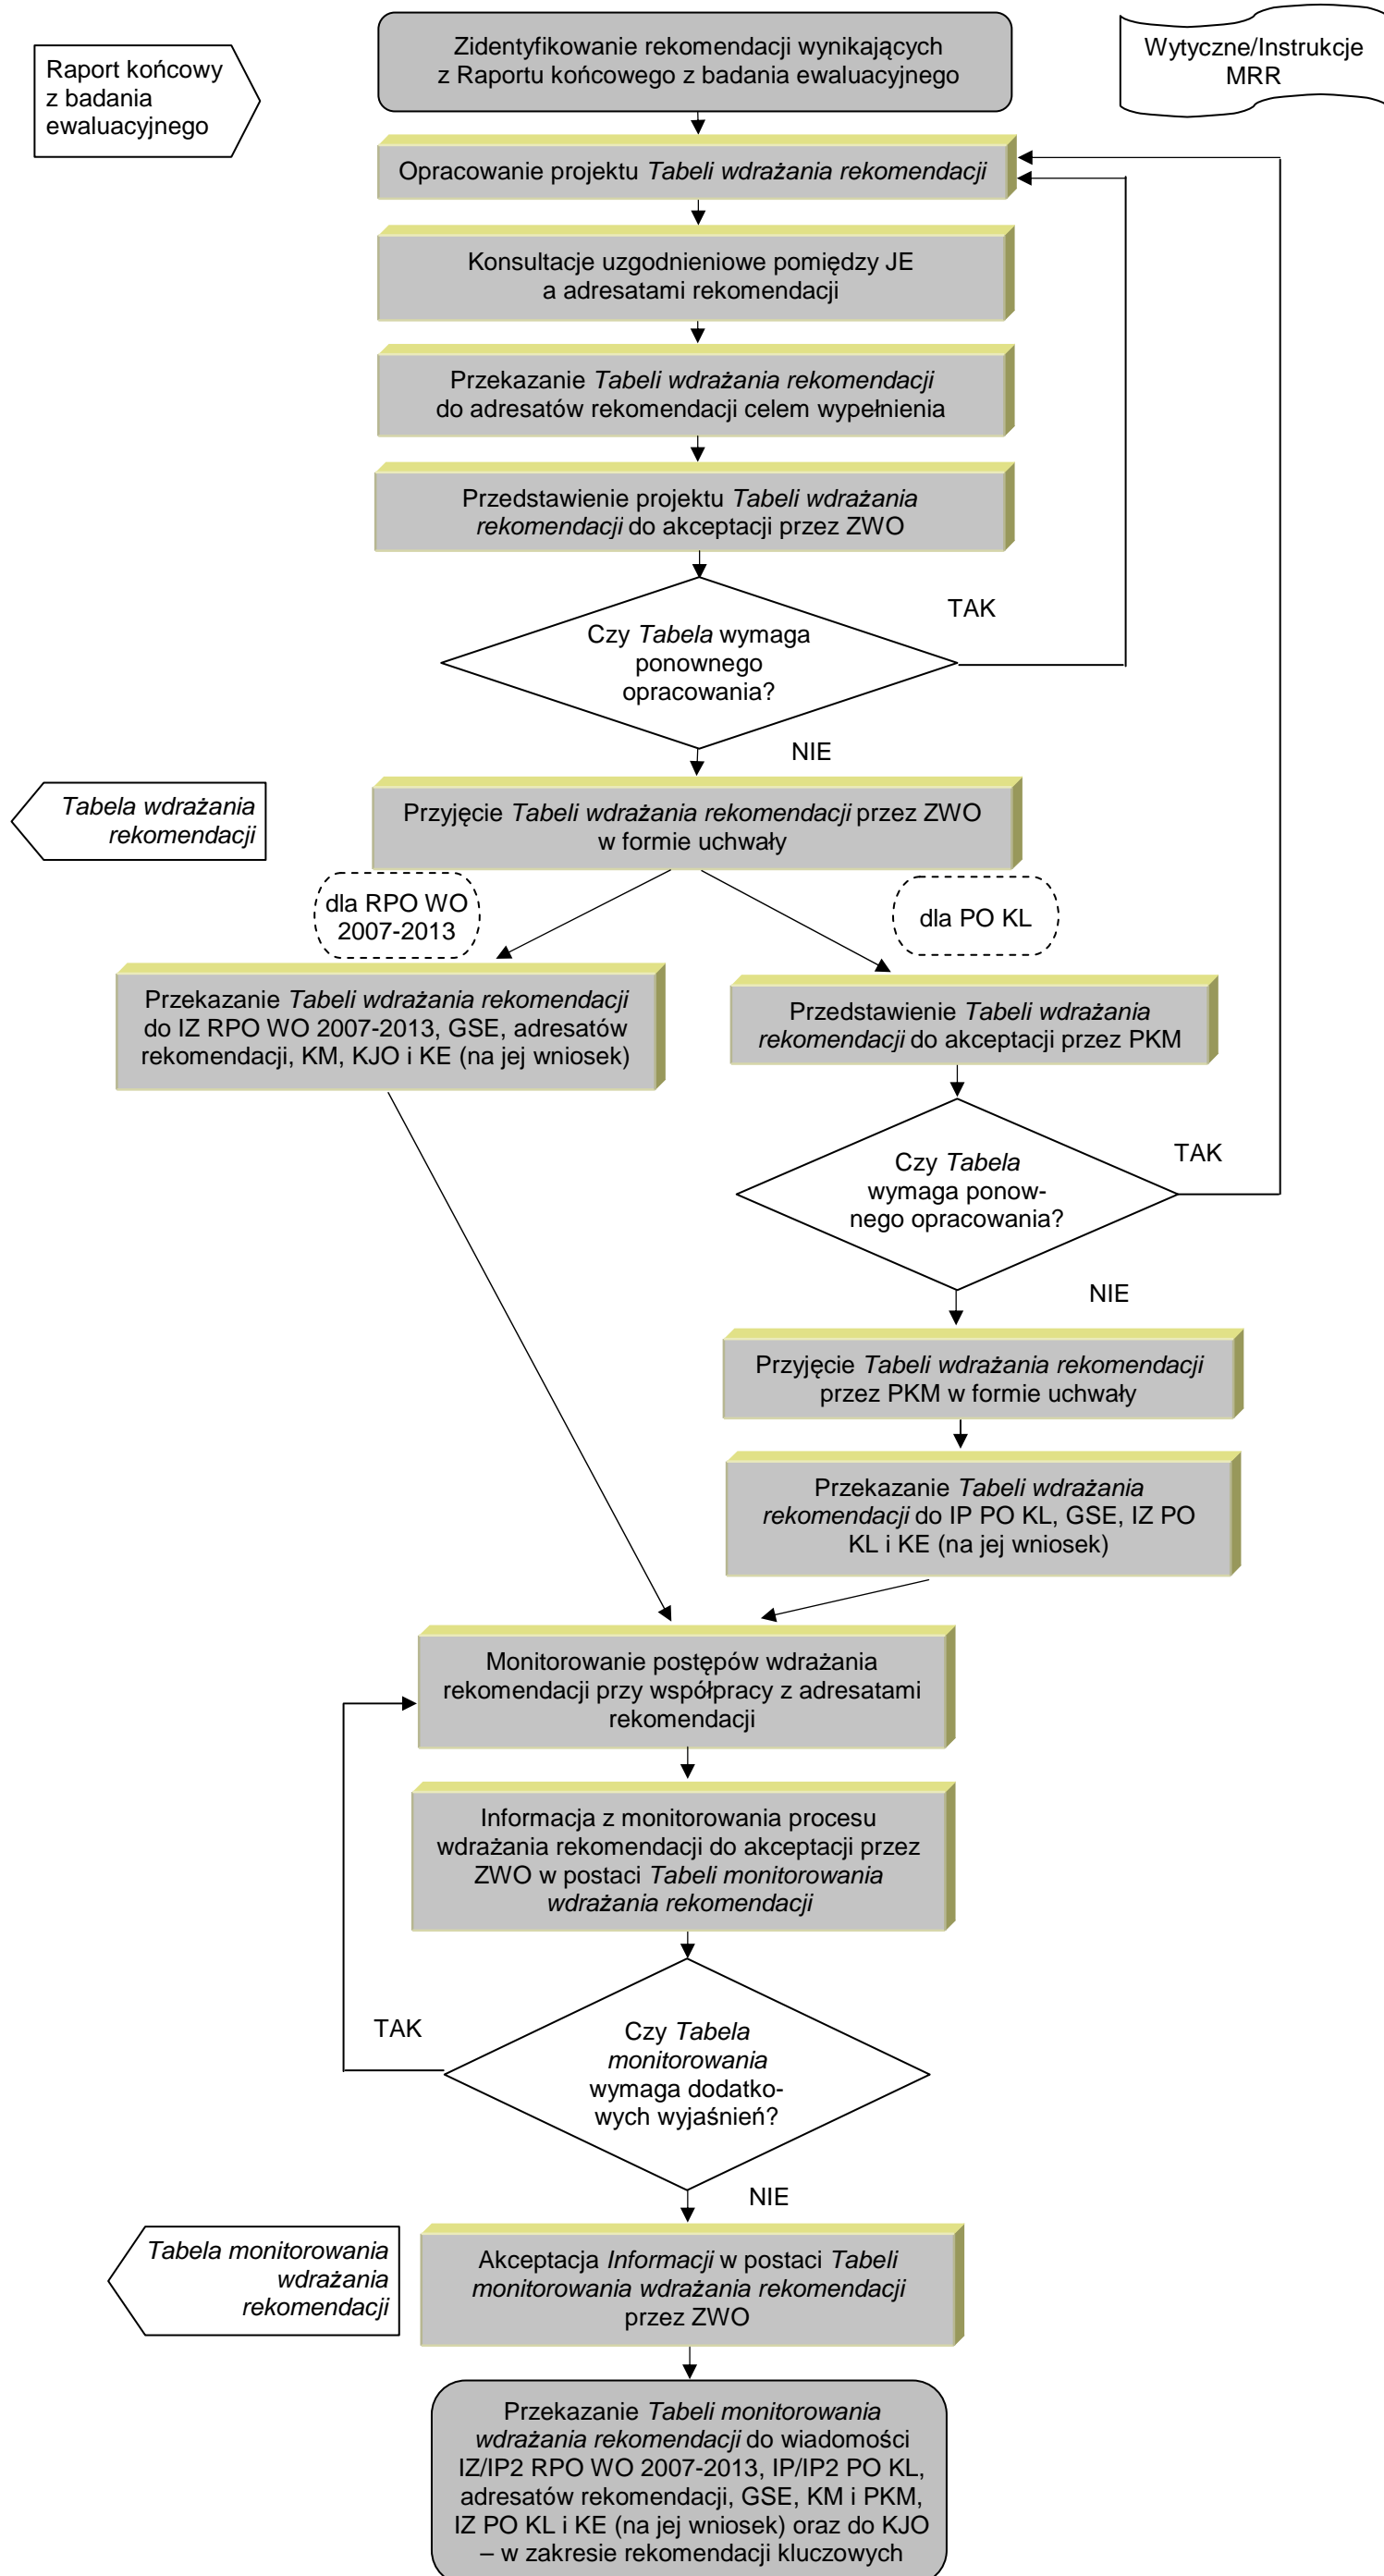 Raport końcowy
z badania
ewaluacyjnego
Zidentyfikowanie rekomendacji wynikających
z Raportu końcowego z badania ewaluacyjnego
Wytyczne/Instrukcje
MRR
Opracowanie projektu Tabeli wdrażania rekomendacji
Konsultacje uzgodnieniowe pomiędzy JE
a adresatami rekomendacji
Przekazanie Tabeli wdrażania rekomendacji
do adresatów rekomendacji celem wypełnienia
Przedstawienie projektu Tabeli wdrażania
rekomendacji do akceptacji przez ZWO
TAK
Czy Tabela wymaga
ponownego
opracowania?
NIE
Tabela wdrażania
rekomendacji
Przyjęcie Tabeli wdrażania rekomendacji przez ZWO
w formie uchwały
dla RPO WO
2007-2013
dla PO KL
Przekazanie Tabeli wdrażania rekomendacji
do IZ RPO WO 2007-2013, GSE, adresatów
rekomendacji, KM, KJO i KE (na jej wniosek)
Przedstawienie Tabeli wdrażania
rekomendacji do akceptacji przez PKM
TAK
Czy Tabela
wymaga ponow-
nego opracowania?
NIE
Przyjęcie Tabeli wdrażania rekomendacji
przez PKM w formie uchwały
Przekazanie Tabeli wdrażania
rekomendacji do IP PO KL, GSE, IZ PO
KL i KE (na jej wniosek)
Monitorowanie postępów wdrażania
rekomendacji przy współpracy z adresatami
rekomendacji
Informacja z monitorowania procesu
wdrażania rekomendacji do akceptacji przez
ZWO w postaci Tabeli monitorowania
wdrażania rekomendacji
TAK
Czy Tabela
monitorowania
wymaga dodatko-
wych wyjaśnień?
NIE
Tabela monitorowania
wdrażania
rekomendacji
Akceptacja Informacji w postaci Tabeli
monitorowania wdrażania rekomendacji
przez ZWO
Przekazanie Tabeli monitorowania
wdrażania rekomendacji do wiadomości
IZ/IP2 RPO WO 2007-2013, IP/IP2 PO KL,
adresatów rekomendacji, GSE, KM i PKM,
IZ PO KL i KE (na jej wniosek) oraz do KJO
– w zakresie rekomendacji kluczowych